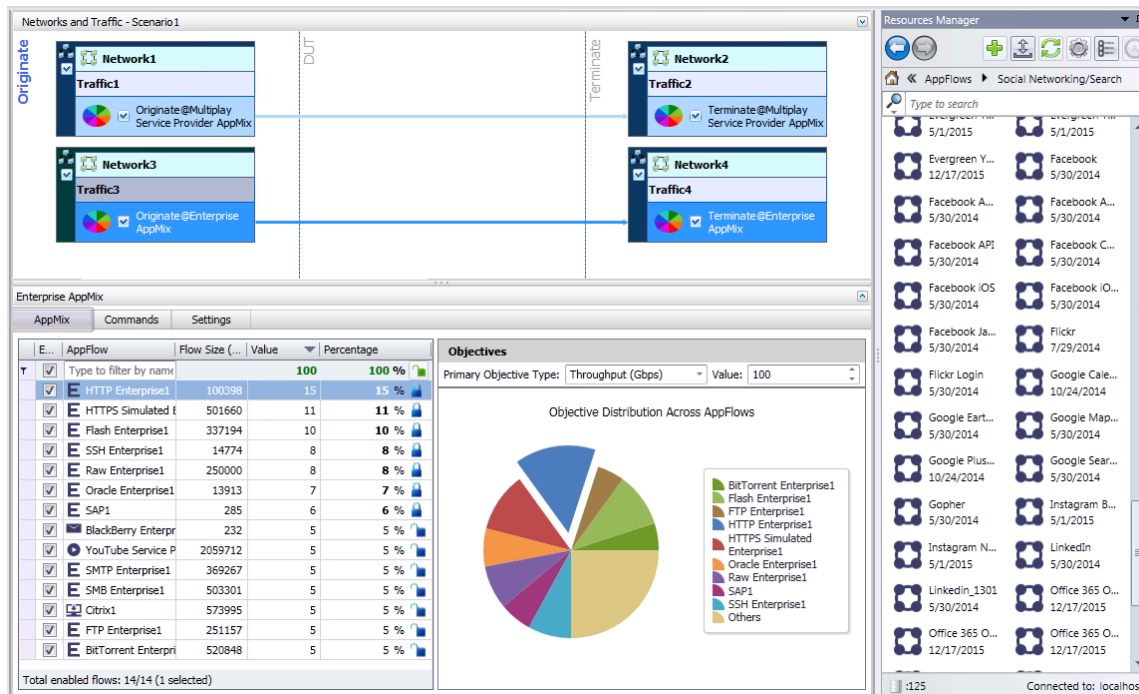 Networks and Traffic - Scenario1
Originate
DUT
Terminate
Network1
Traffic1
Originate@Multiplay
Service Provider AppMix
Network2
Traffic2
Terminate@Multiplay
Service Provider AppMix
Network3
Traffic3
Originate@Enterprise
AppMix
Network4
Traffic4
Terminate@Enterprise
AppMix
Enterprise AppMix
AppMix Commands Settings
E... AppFlow Flow Size (... Value Percentage
Type to filter by name 100 100 %
E HTTP Enterprise1 100398 15 15 %
E HTTPS Simulated E 501660 11 11 %
E Flash Enterprise1 337194 10 10 %
E SSH Enterprise1 14774 8 8 %
E Raw Enterprise1 250000 8 8 %
E Oracle Enterprise1 13913 7 7 %
E SAP1 285 6 6 %
BlackBerry Enterpr 232 5 5 %
YouTube Service P 2059712 5 5 %
E SMTP Enterprise1 369267 5 5 %
E SMB Enterprise1 503301 5 5 %
Citrix1 573995 5 5 %
E FTP Enterprise1 251157 5 5 %
E BitTorrent Enterpri 520848 5 5 %
Total enabled flows: 14/14 (1 selected)
Objectives
Primary Objective Type: Throughput (Gbps) Value: 100
Objective Distribution Across AppFlows
BitTorrent Enterprise1
Flash Enterprise1
FTP Enterprise1
HTTP Enterprise1
HTTPS Simulated
Enterprise1
Oracle Enterprise1
Raw Enterprise1
SAP1
SSH Enterprise1
Others
Resources Manager
AppFlows Social Networking/Search
Type to search
5/1/2015 5/1/2015
Evergreen Y... Facebook
12/17/2015 5/30/2014
Facebook A... Facebook A...
5/30/2014 5/30/2014
Facebook API Facebook C...
5/30/2014 5/30/2014
Facebook iOS Facebook iO...
5/30/2014 5/30/2014
Facebook Ja... Flickr
5/30/2014 7/29/2014
Flickr Login Google Cale...
5/30/2014 10/24/2014
Google Eart... Google Map...
5/30/2014 5/30/2014
Google Plus... Google Sear...
10/24/2014 5/30/2014
Gopher Instagram B...
5/30/2014 5/1/2015
Instagram N... LinkedIn
5/1/2015 5/30/2014
Linkedin_1301 Office 365 O...
5/30/2014 12/17/2015
Office 365 O... Office 365 O...
12/17/2015 12/17/2015
:125 Connected to: localhos